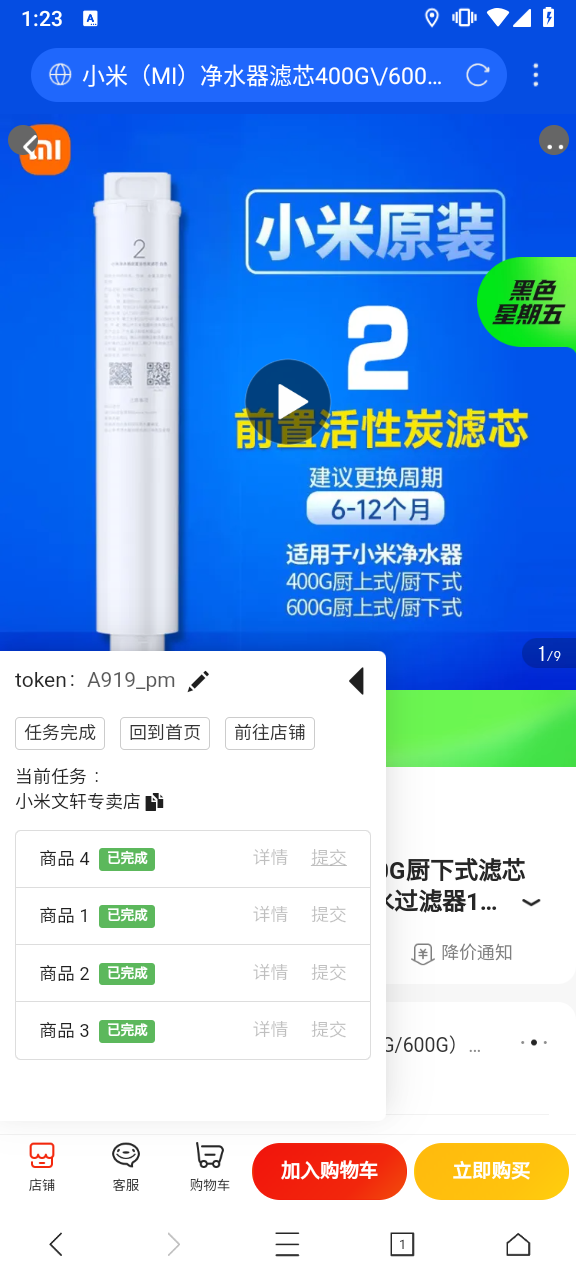 1:23
A
小米（MI）净水器滤芯400G\/600...
mi
2
小米原装
黑色
星期五
2
前置活性炭滤芯
建议更换周期
6-12个月
适用于小米净水器
400G厨上式/厨下式
600G厨上式/厨下式
1/9
token： A919_pm
任务完成 回到首页 前往店铺
当前任务：
小米文轩专卖店
商品 4 已完成 详情 提交
商品 1 已完成 详情 提交
商品 2 已完成 详情 提交
商品 3 已完成 详情 提交
0G厨下式滤芯
水过滤器1...
降价通知
G/600G）...
店铺 客服 购物车 加入购物车 立即购买
1